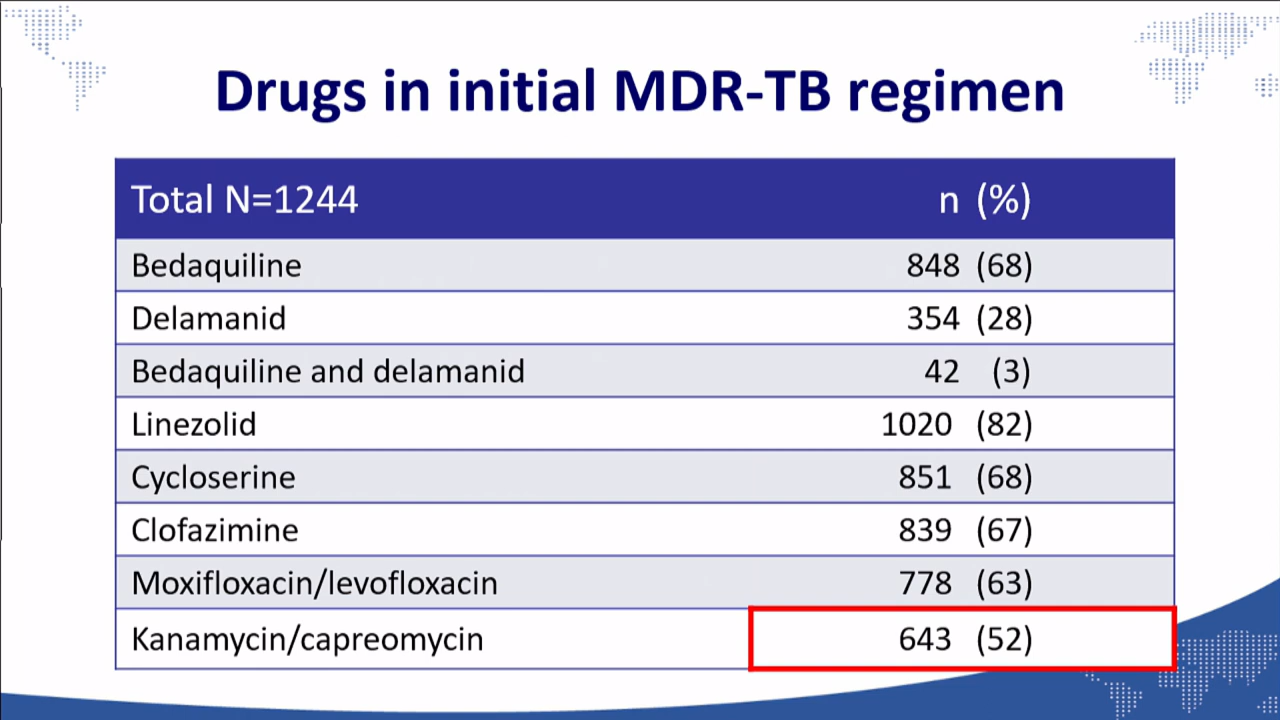 Drugs in initial MDR-TB regimen
Total N=1244 n (%)
Bedaquiline 848 (68)
Delamanid 354 (28)
Bedaquiline and delamanid 42 (3)
Linezolid 1020 (82)
Cycloserine 851 (68)
Clofazimine 839 (67)
Moxifloxacin/levofloxacin 778 (63)
Kanamycin/capreomycin 643 (52)